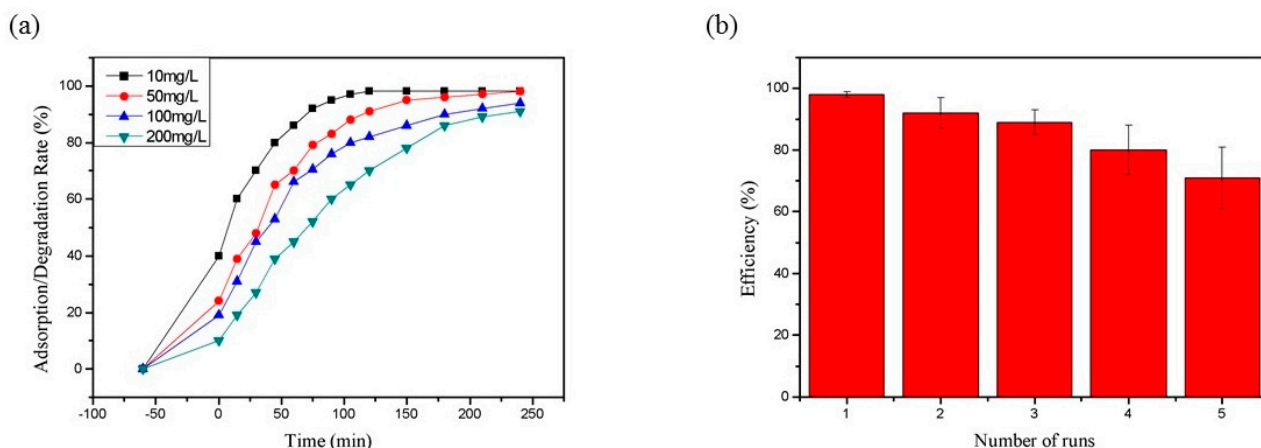 (a)
(b)
10mg/L
50mg/L
100mg/L
200mg/L
Adsorption/Degradation Rate (%)
100
80
60
40
20
0
-100
-50
0
50
100
150
200
250
Time (min)
Efficiency (%)
100
80
60
40
20
0
1
2
3
4
5
Number of runs